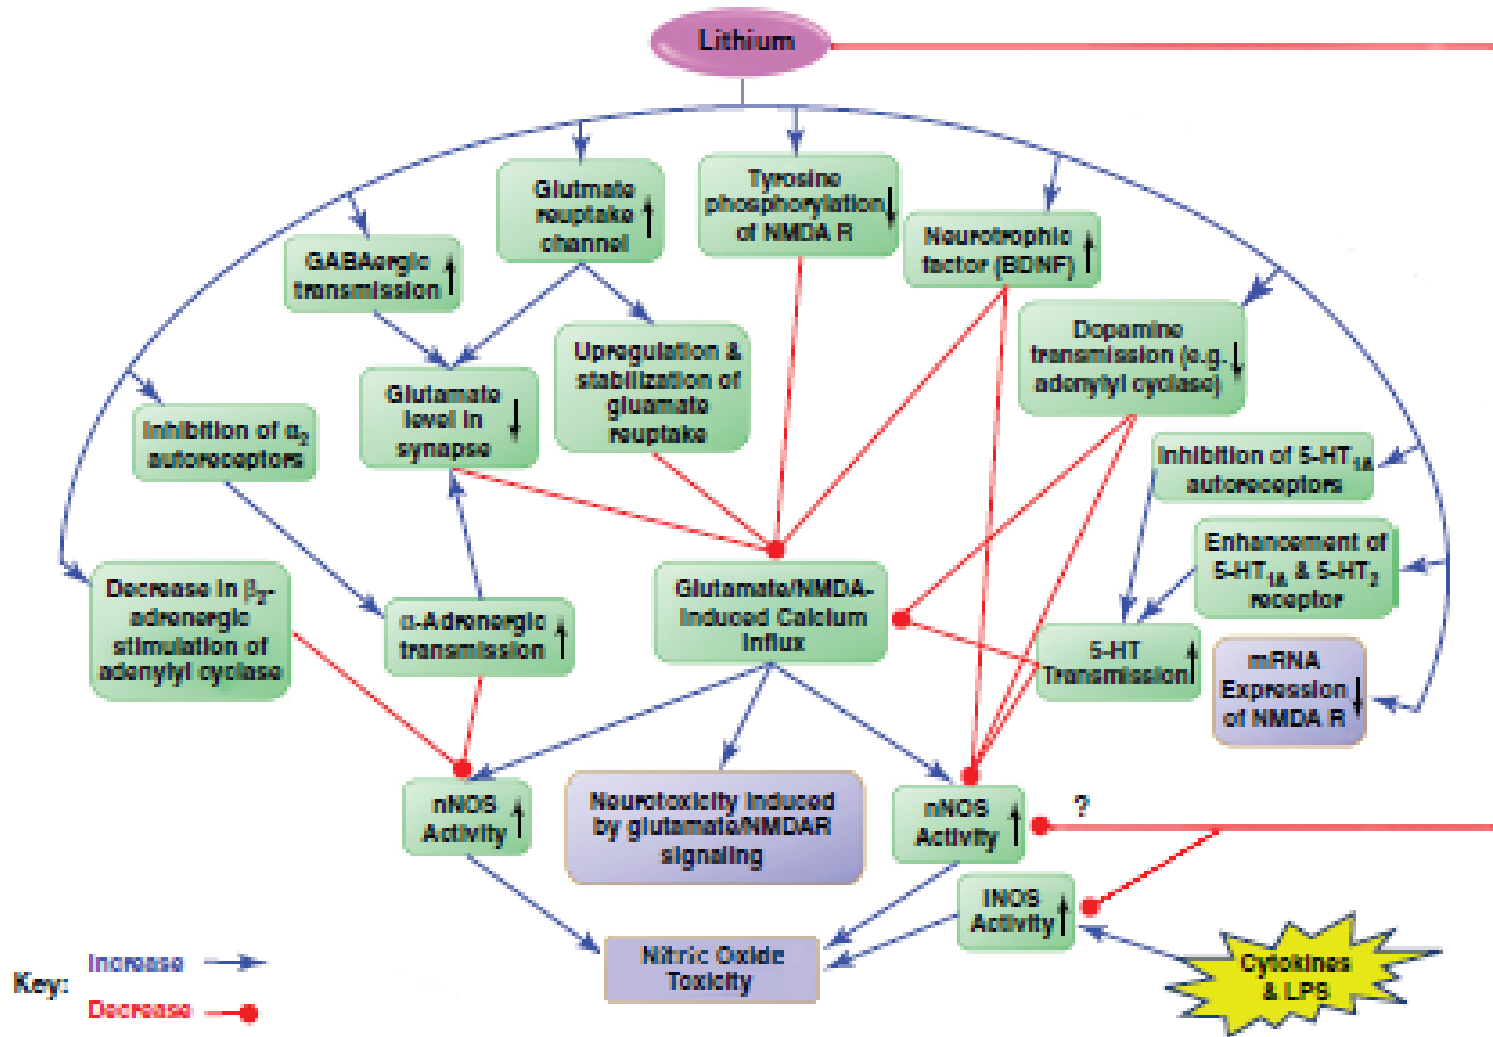 Lithium
Glutmate
reuptake
channel
Tyrosine
phosphorylation
of NMDA R
Neurotrophic
factor (BDNF)
GABAergic
transmission
Dopamine
transmission (e.g.
adenylyl cyclase)
Upregulation &
stabilization of
gluamate
reuptake
Glutamate
level in
synapse
Inhibition of α2
autoreceptors
Inhibition of 5-HT1A
autoreceptors
Enhancement of
5-HT1A & 5-HT2
receptor
Decrease in β2-
adrenergic
stimulation of
adenylyl cyclase
α-Adrenergic
transmission
Glutamate/NMDA-
Induced Calcium
Influx
5-HT
Transmission
mRNA
Expression
of NMDA R
nNOS
Activity
Neurotoxicity Induced
by glutamate/NMDAR
signaling
nNOS
Activity
?
iNOS
Activity
Nitric Oxide
Toxicity
Cytokines
& LPS
Key:
Increase
Decrease